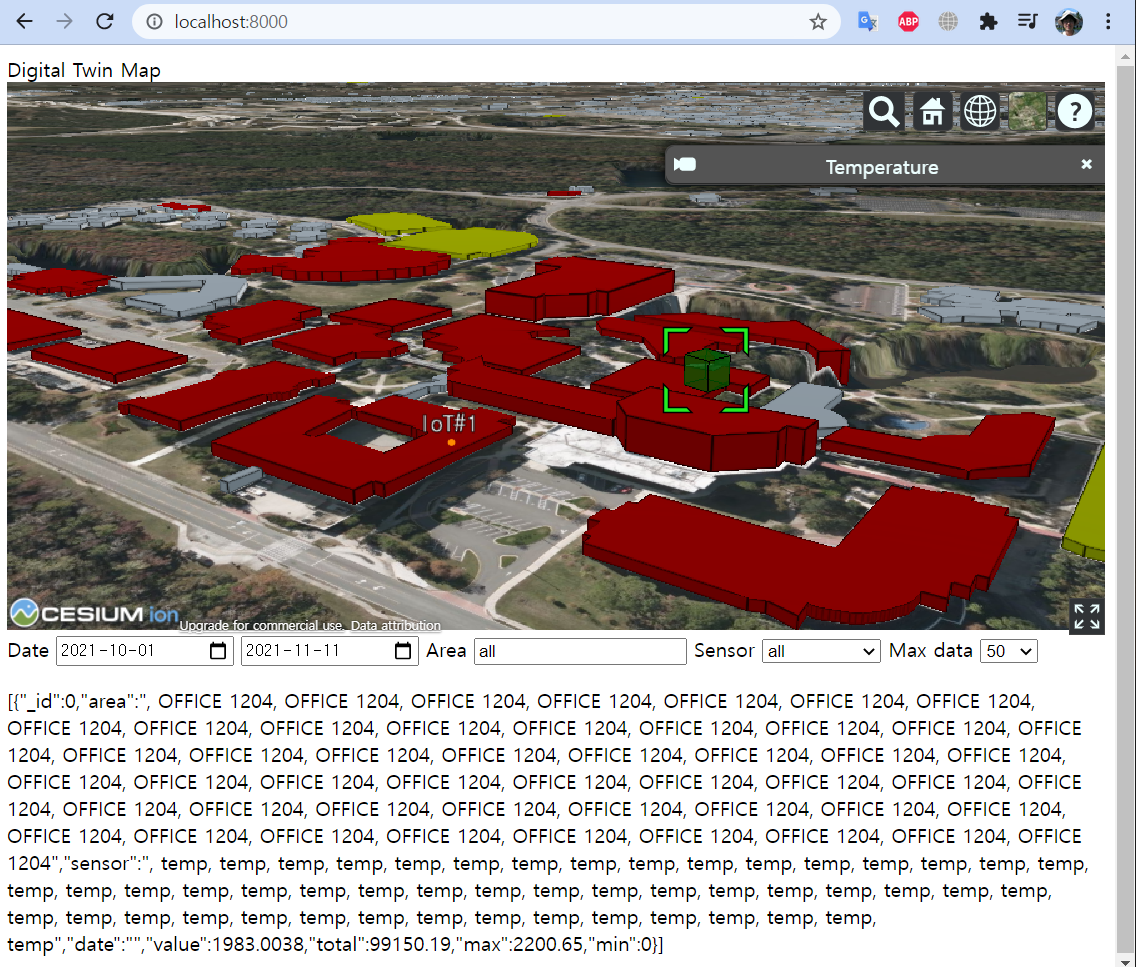 localhost:8000
ABP
Digital Twin Map
?
Temperature
IoT#1
CESIUM ion
Upgrade for commercial use. Data attribution
Date 2021-10-01 2021-11-11 Area all Sensor all Max data 50
[{"_id":0,"area":", OFFICE 1204, OFFICE 1204, OFFICE 1204, OFFICE 1204, OFFICE 1204, OFFICE 1204, OFFICE 1204,
OFFICE 1204, OFFICE 1204, OFFICE 1204, OFFICE 1204, OFFICE 1204, OFFICE 1204, OFFICE 1204, OFFICE 1204, OFFICE
1204, OFFICE 1204, OFFICE 1204, OFFICE 1204, OFFICE 1204, OFFICE 1204, OFFICE 1204, OFFICE 1204, OFFICE 1204,
OFFICE 1204, OFFICE 1204, OFFICE 1204, OFFICE 1204, OFFICE 1204, OFFICE 1204, OFFICE 1204, OFFICE 1204, OFFICE
1204, OFFICE 1204, OFFICE 1204, OFFICE 1204, OFFICE 1204, OFFICE 1204, OFFICE 1204, OFFICE 1204, OFFICE 1204,
OFFICE 1204, OFFICE 1204, OFFICE 1204, OFFICE 1204, OFFICE 1204, OFFICE 1204, OFFICE 1204, OFFICE 1204, OFFICE
1204","sensor":", temp, temp, temp, temp, temp, temp, temp, temp, temp, temp, temp, temp, temp, temp, temp, temp,
temp, temp, temp, temp, temp, temp, temp, temp, temp, temp, temp, temp, temp, temp, temp, temp, temp, temp,
temp, temp, temp, temp, temp, temp, temp, temp, temp, temp, temp, temp, temp, temp, temp,
temp","date":"","value":1983.0038,"total":99150.19,"max":2200.65,"min":0}]